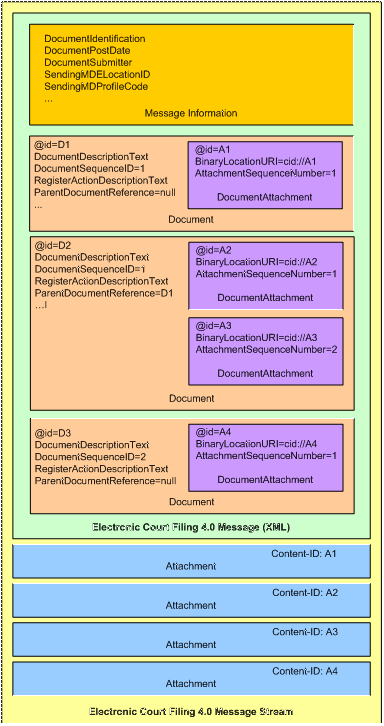 DocumentIdentification
DocumentPostDate
DocumentSubmitter
SendingMDELocationID
SendingMDProfileCode
...
Message Information
@id=D1
DocumentDescriptionText
DocumentSequenceID=1
RegisterActionDescriptionText
ParentDocumentReference=null
...
@id=A1
BinaryLocationURI=cid://A1
AttachmentSequenceNumber=1
DocumentAttachment
Document
@id=D2
DocumentDescriptionText
DocumentSequenceID=1
RegisterActionDescriptionText
ParentDocumentReference=D1
...l
@id=A2
BinaryLocationURI=cid://A2
AttachmentSequenceNumber=1
DocumentAttachment
@id=A3
BinaryLocationURI=cid://A3
AttachmentSequenceNumber=2
DocumentAttachment
Document
@id=D3
DocumentDescriptionText
DocumentSequenceID=2
RegisterActionDescriptionText
ParentDocumentReference=null
@id=A4
BinaryLocationURI=cid://A4
AttachmentSequenceNumber=1
DocumentAttachment
Document
Electronic Court Filing 4.0 Message (XML)
Content-ID: A1
Attachment
Content-ID: A2
Attachment
Content-ID: A3
Attachment
Content-ID: A4
Attachment
Electronic Court Filing 4.0 Message Stream